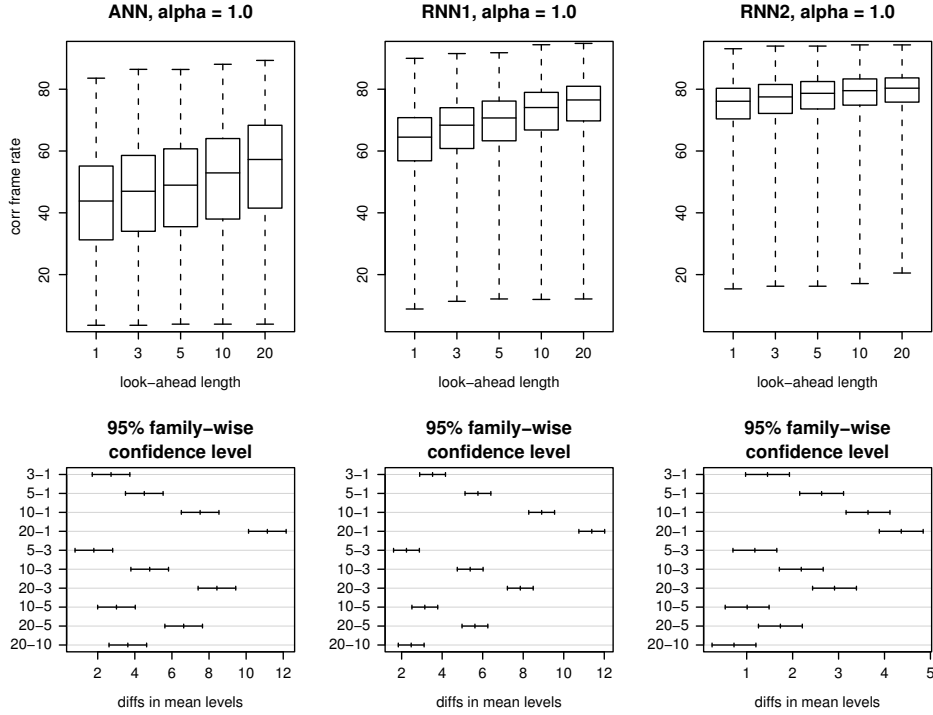 ANN, alpha = 1.0
RNN1, alpha = 1.0
RNN2, alpha = 1.0
corr frame rate
80
60
40
20
80
60
40
20
80
60
40
20
1 3 5 10 20
1 3 5 10 20
1 3 5 10 20
look−ahead length
look−ahead length
look−ahead length
95% family−wise
confidence level
95% family−wise
confidence level
95% family−wise
confidence level
3−1
5−1
10−1
20−1
5−3
10−3
20−3
10−5
20−5
20−10
3−1
5−1
10−1
20−1
5−3
10−3
20−3
10−5
20−5
20−10
3−1
5−1
10−1
20−1
5−3
10−3
20−3
10−5
20−5
20−10
2 4 6 8 10 12
2 4 6 8 10 12
1 2 3 4 5
diffs in mean levels
diffs in mean levels
diffs in mean levels